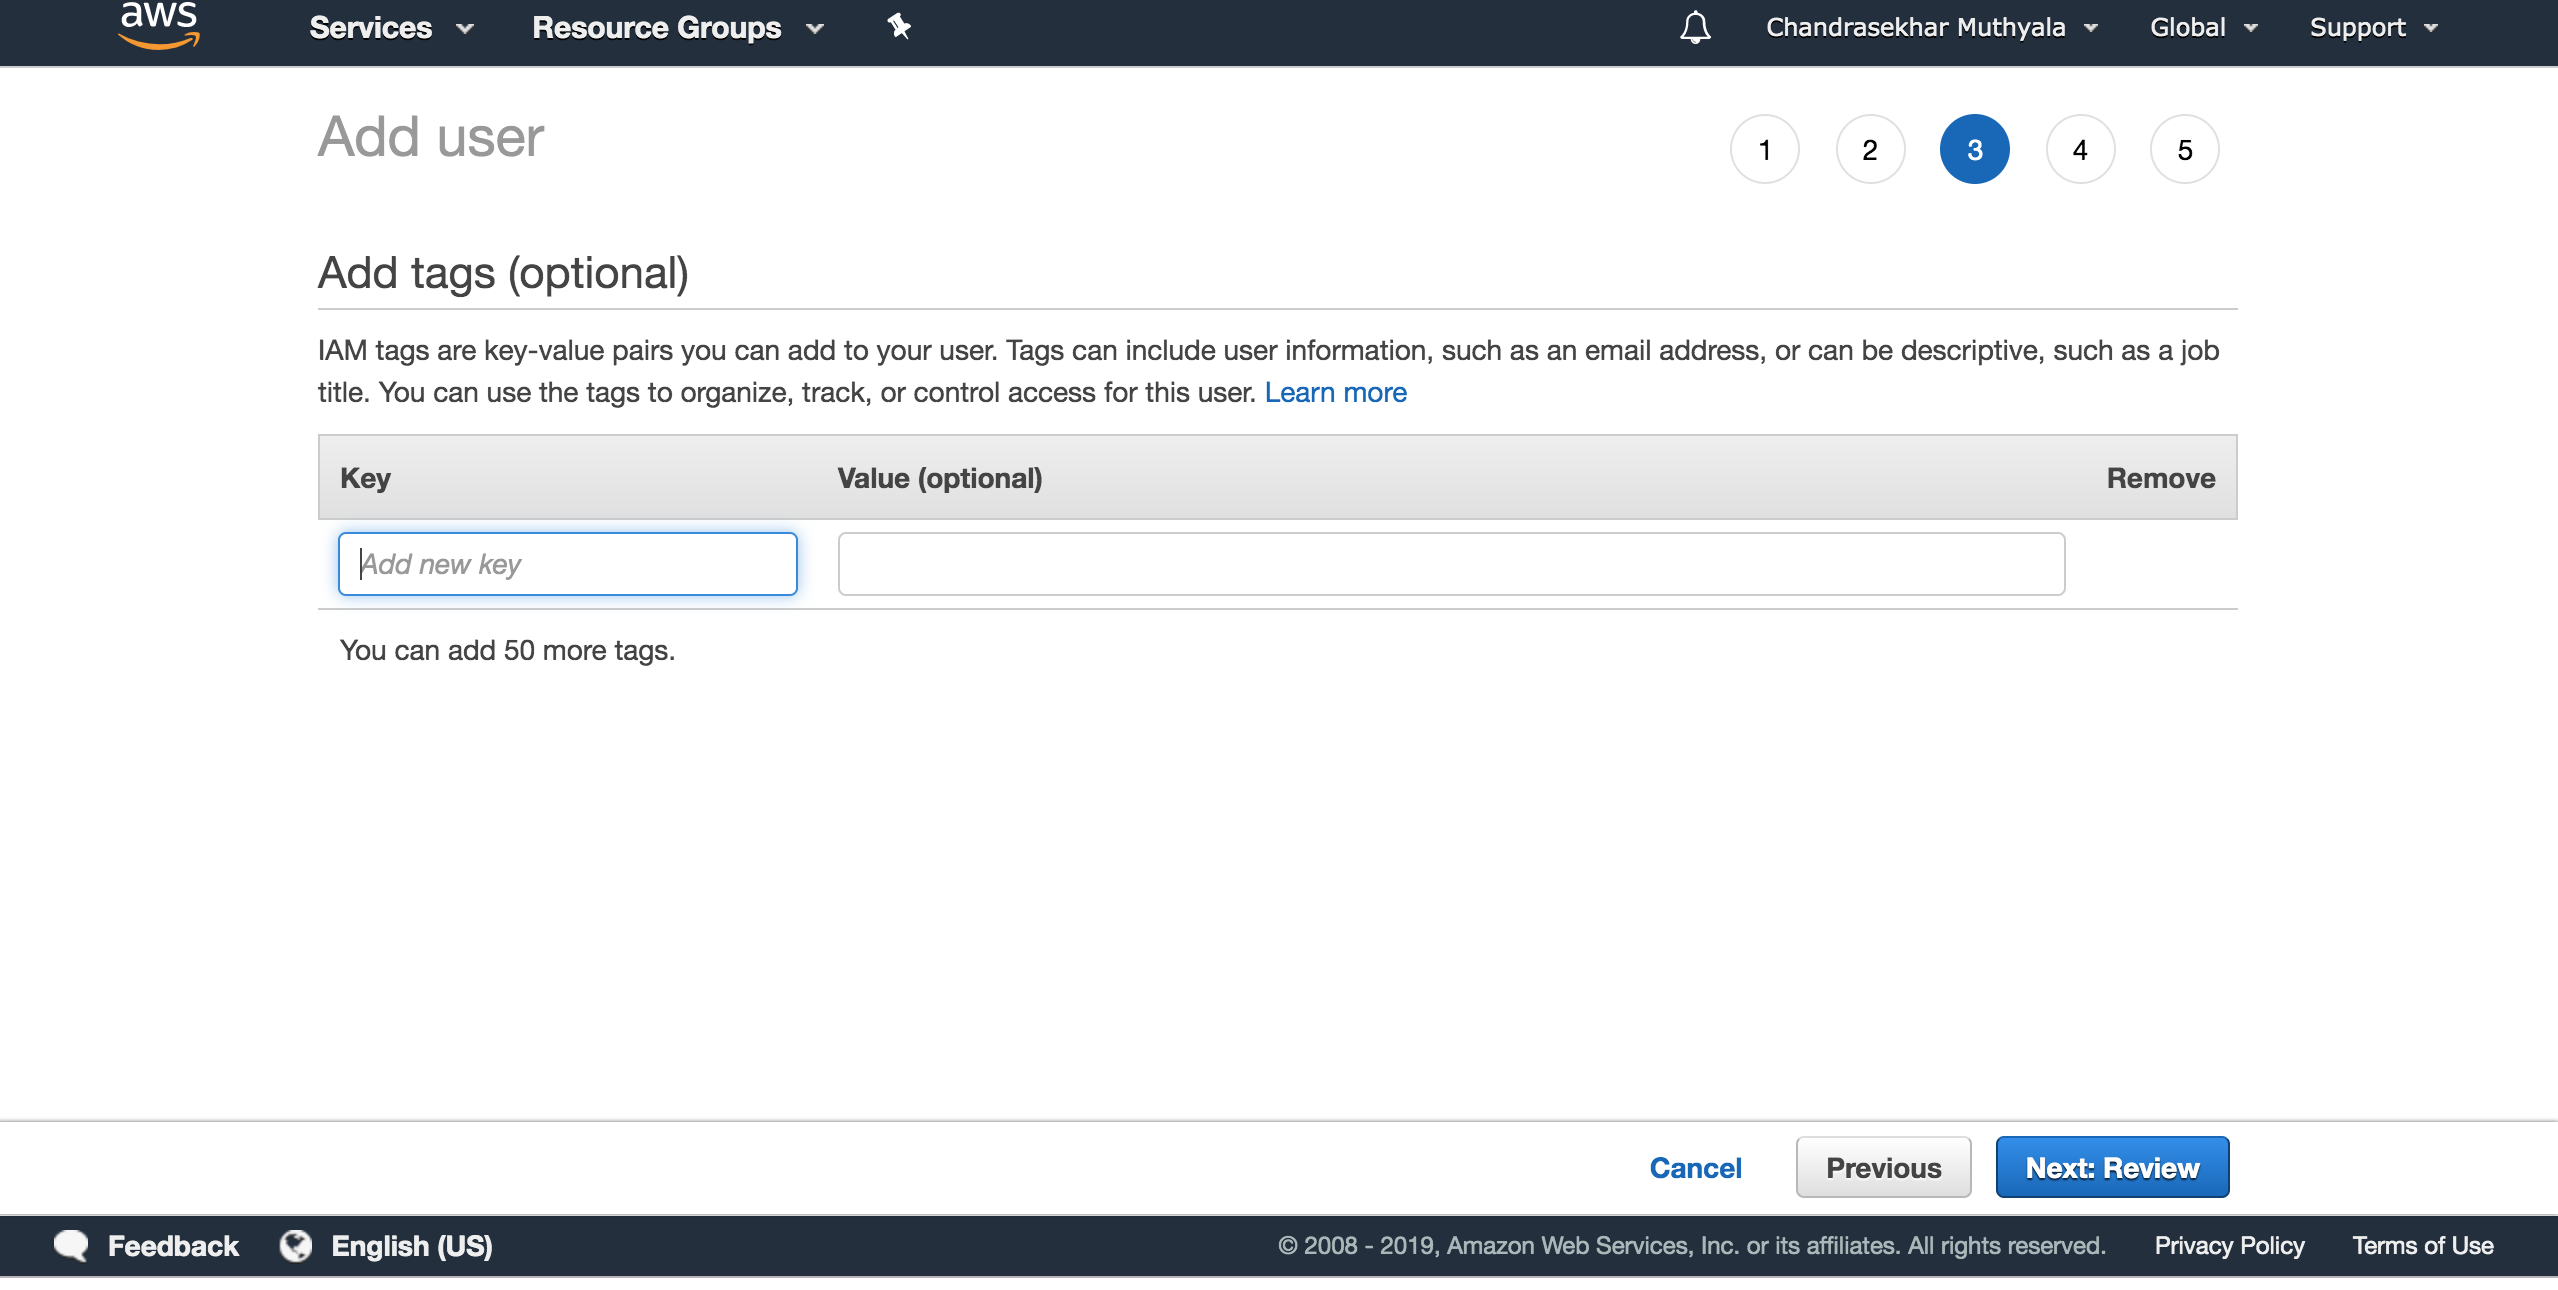 aws Services Resource Groups Chandrasekhar Muthyala Global Support
Add user 1 2 3 4 5
Add tags (optional)
IAM tags are key-value pairs you can add to your user. Tags can include user information, such as an email address, or can be descriptive, such as a job
title. You can use the tags to organize, track, or control access for this user. Learn more
Key Value (optional) Remove
Add new key
You can add 50 more tags.
Cancel Previous Next: Review
Feedback English (US) © 2008 - 2019, Amazon Web Services, Inc. or its affiliates. All rights reserved. Privacy Policy Terms of Use